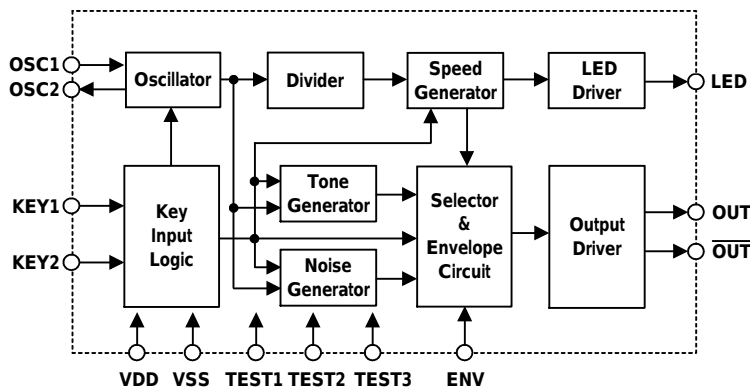 OSC1
OSC2
Oscillator
Divider
Speed
Generator
LED
Driver
LED
KEY1
KEY2
Key
Input
Logic
Tone
Generator
Noise
Generator
Selector
&
Envelope
Circuit
Output
Driver
OUT
OUT
VDD
VSS
TEST1
TEST2
TEST3
ENV